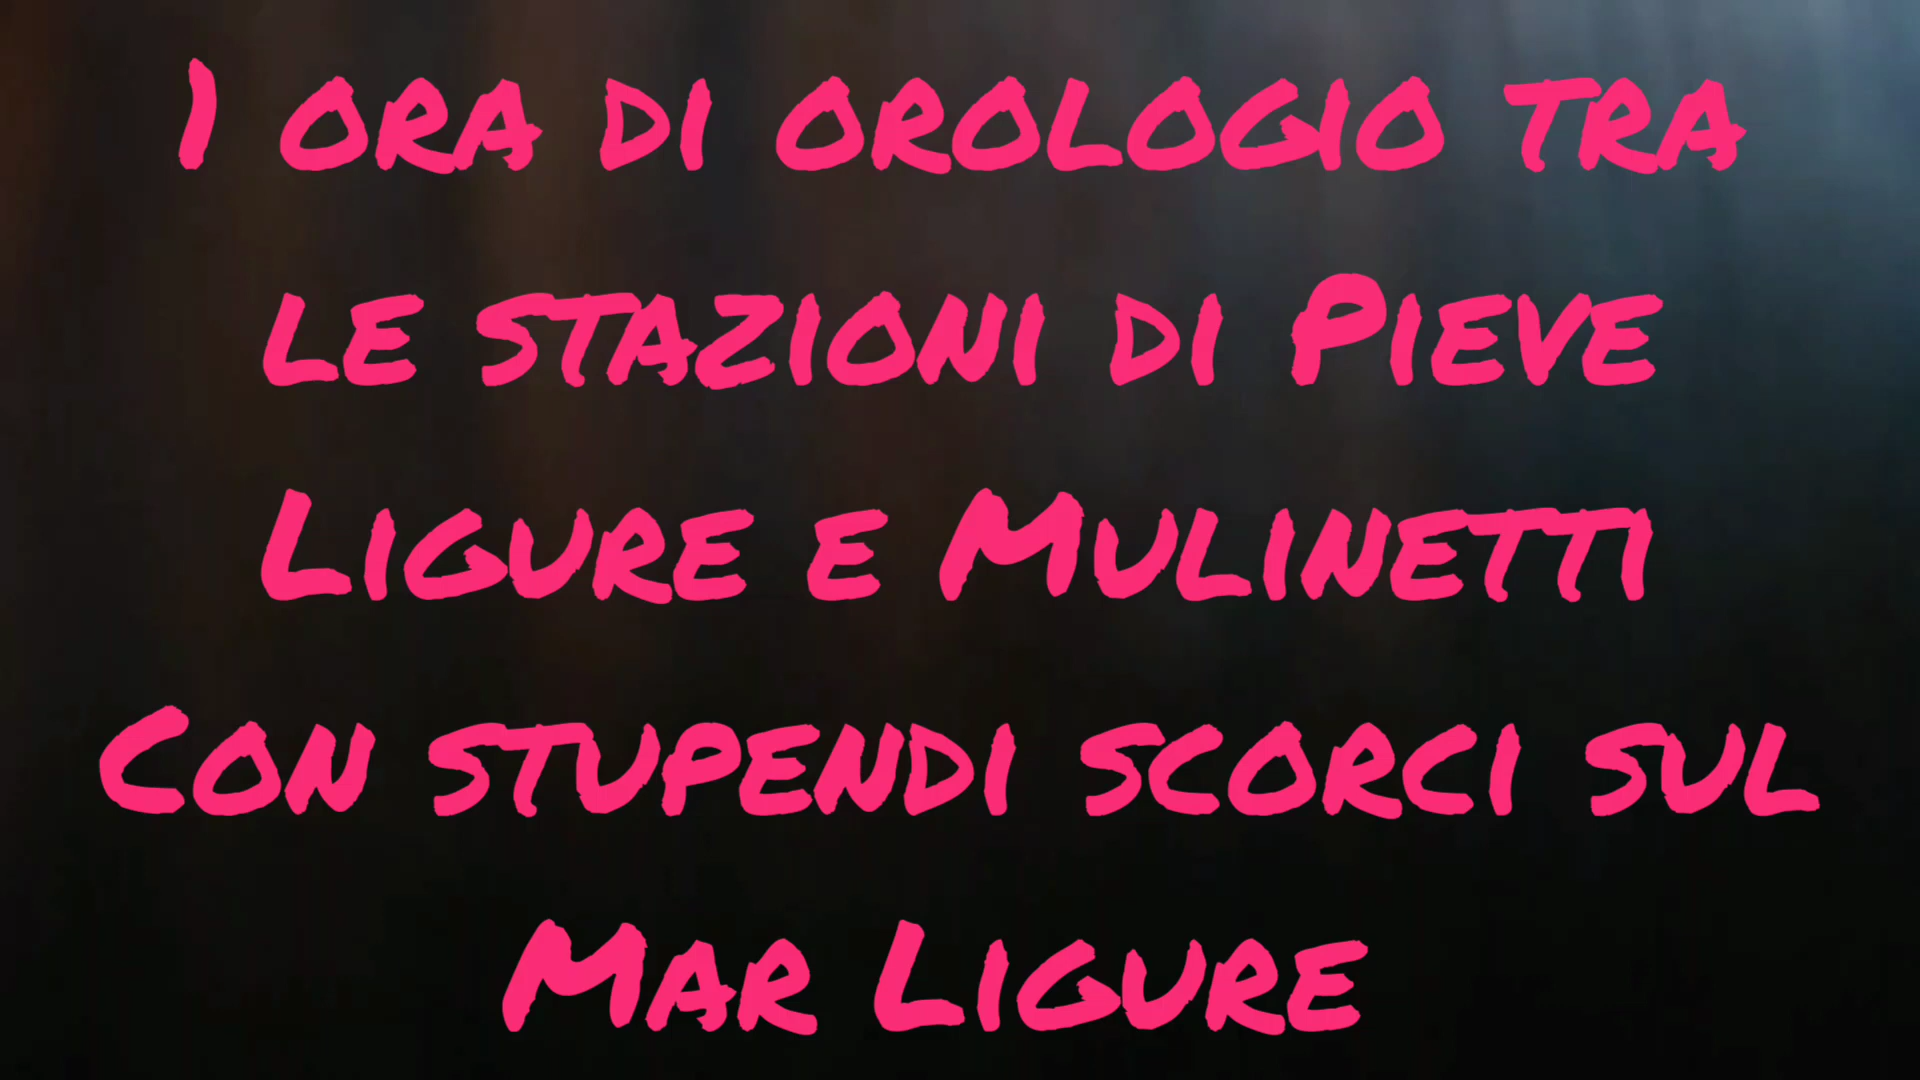 1 ora di orologio tra
le stazioni di Pieve
Ligure e Mulinetti
Con stupendi scorci sul
Mar Ligure